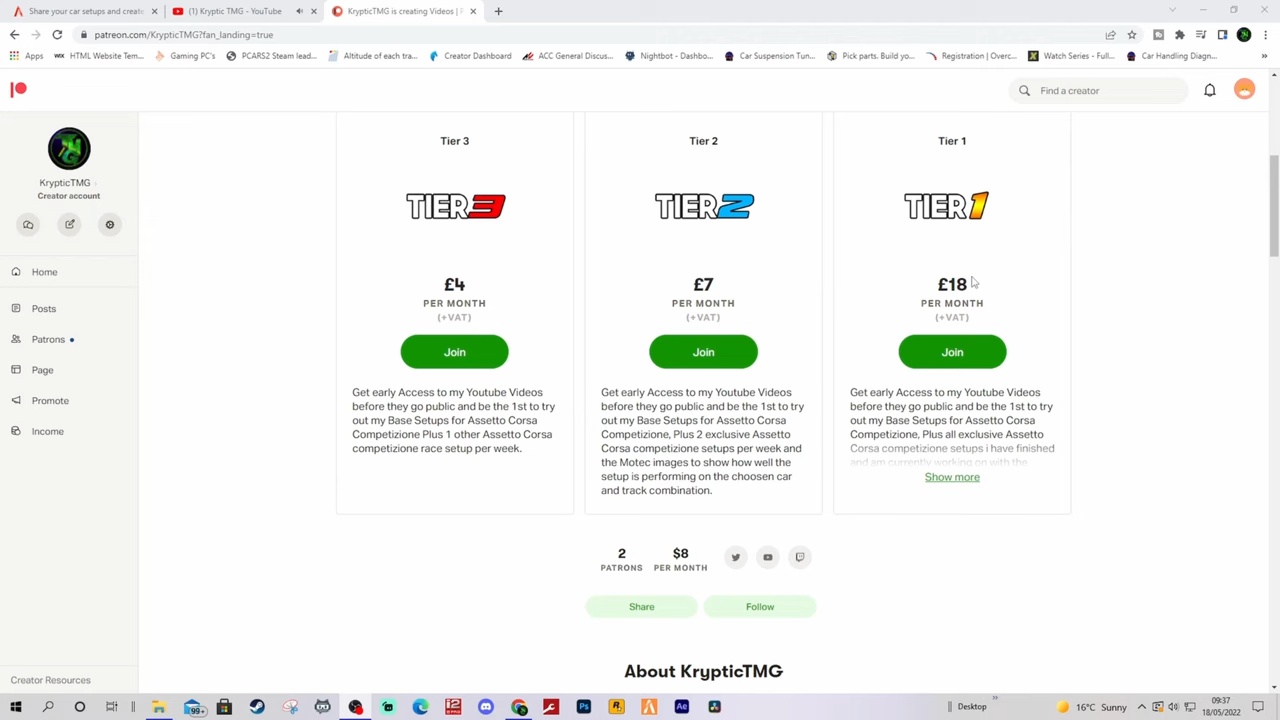 Share your car setups and create
(1) Kryptic TMG - YouTube
KrypticTMG is creating Videos |
patreon.com/KrypticTMG?fan_landing=true
Apps
HTML Website Tem...
Gaming PC's
PCARS2 Steam lead...
Altitude of each tra...
Creator Dashboard
ACC General Discus...
Nightbot - Dashbo...
Car Suspension Tun...
Pick parts. Build yo...
Registration | Overc...
Watch Series - Full...
Car Handling Diagn...
Find a creator
KrypticTMG
Creator account
Home
Posts
Patrons
Page
Promote
Income
Creator Resources
Tier 3
TIER3
£4
PER MONTH
(+VAT)
Join
Get early Access to my Youtube Videos
before they go public and be the 1st to try
out my Base Setups for Assetto Corsa
Competizione Plus 1 other Assetto Corsa
competizione race setup per week.
Tier 2
TIER2
£7
PER MONTH
(+VAT)
Join
Get early Access to my Youtube Videos
before they go public and be the 1st to try
out my Base Setups for Assetto Corsa
Competizione, Plus 2 exclusive Assetto
Corsa competizione setups per week and
the Motec images to show how well the
setup is performing on the choosen car
and track combination.
Tier 1
TIER1
£18
PER MONTH
(+VAT)
Join
Get early Access to my Youtube Videos
before they go public and be the 1st to try
out my Base Setups for Assetto Corsa
Competizione, Plus all exclusive Assetto
Corsa competizione setups i have finished
and am currently working on with the
Show more
2
PATRONS
$8
PER MONTH
Share
Follow
About KrypticTMG
99+
Desktop
16°C Sunny
09:37
18/05/2022